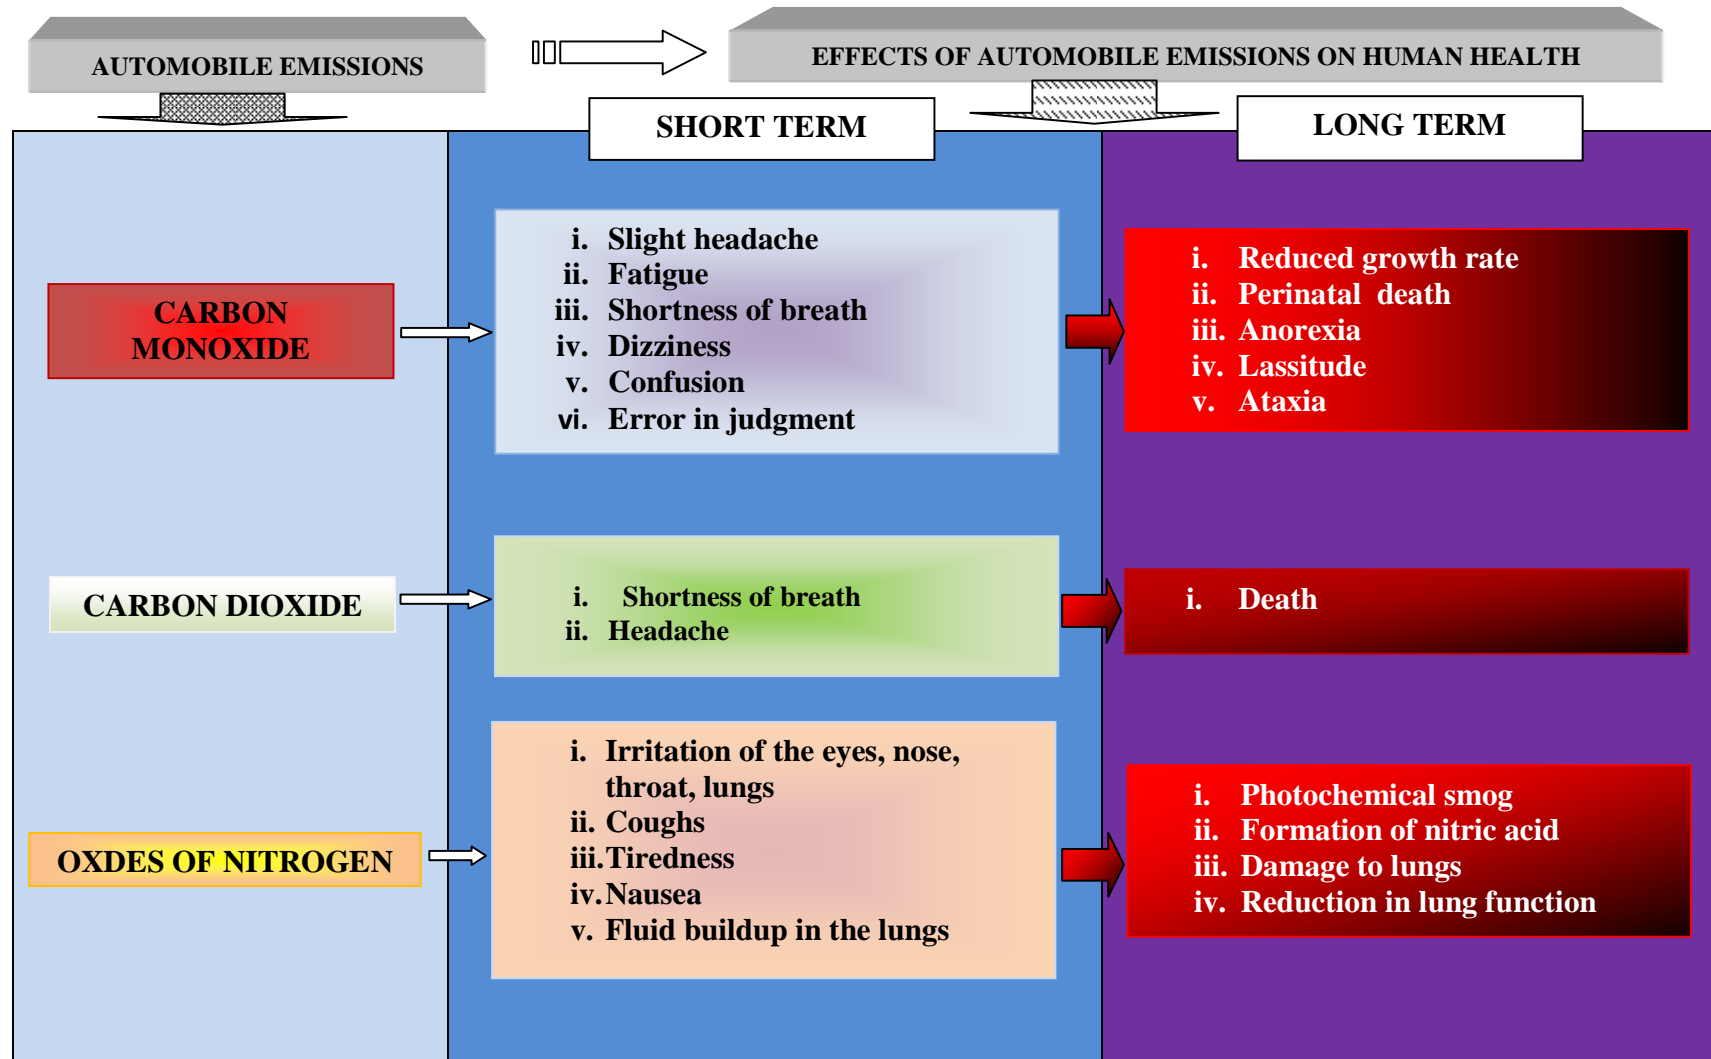 AUTOMOBILE EMISSIONS
EFFECTS OF AUTOMOBILE EMISSIONS ON HUMAN HEALTH
SHORT TERM
LONG TERM
CARBON
MONOXIDE
i. Slight headache
ii. Fatigue
iii. Shortness of breath
iv. Dizziness
v. Confusion
vi. Error in judgment
i. Reduced growth rate
ii. Perinatal death
iii. Anorexia
iv. Lassitude
v. Ataxia
CARBON DIOXIDE
i. Shortness of breath
ii. Headache
i. Death
OXDES OF NITROGEN
i. Irritation of the eyes, nose,
throat, lungs
ii. Coughs
iii. Tiredness
iv. Nausea
v. Fluid buildup in the lungs
i. Photochemical smog
ii. Formation of nitric acid
iii. Damage to lungs
iv. Reduction in lung function